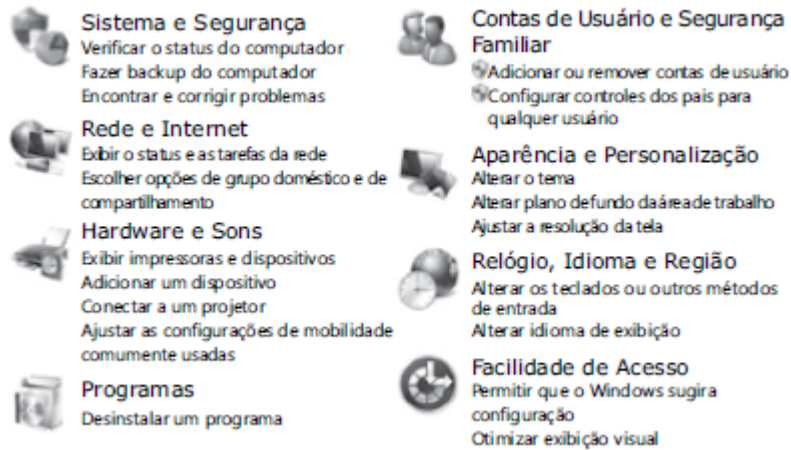 Sistema e Segurança
Verificar o status do computador
Fazer backup do computador
Encontrar e corrigir problemas
Rede e Internet
Exibir o status e as tarefas da rede
Escolher opções de grupo doméstico e de
compartilhamento
Hardware e Sons
Exibir impressoras e dispositivos
Adicionar um dispositivo
Conectar a um projetor
Ajustar as configurações de mobilidade
comumente usadas
Programas
Desinstalar um programa
Contas de Usuário e Segurança
Familiar
Adicionar ou remover contas de usuário
Configurar controles dos pais para
qualquer usuário
Aparência e Personalização
Alterar o tema
Alterar plano de fundo da área de trabalho
Ajustar a resolução da tela
Relógio, Idioma e Região
Alterar os teclados ou outros métodos
de entrada
Alterar idioma de exibição
Facilidade de Acesso
Permitir que o Windows sugira
configuração
Otimizar exibição visual